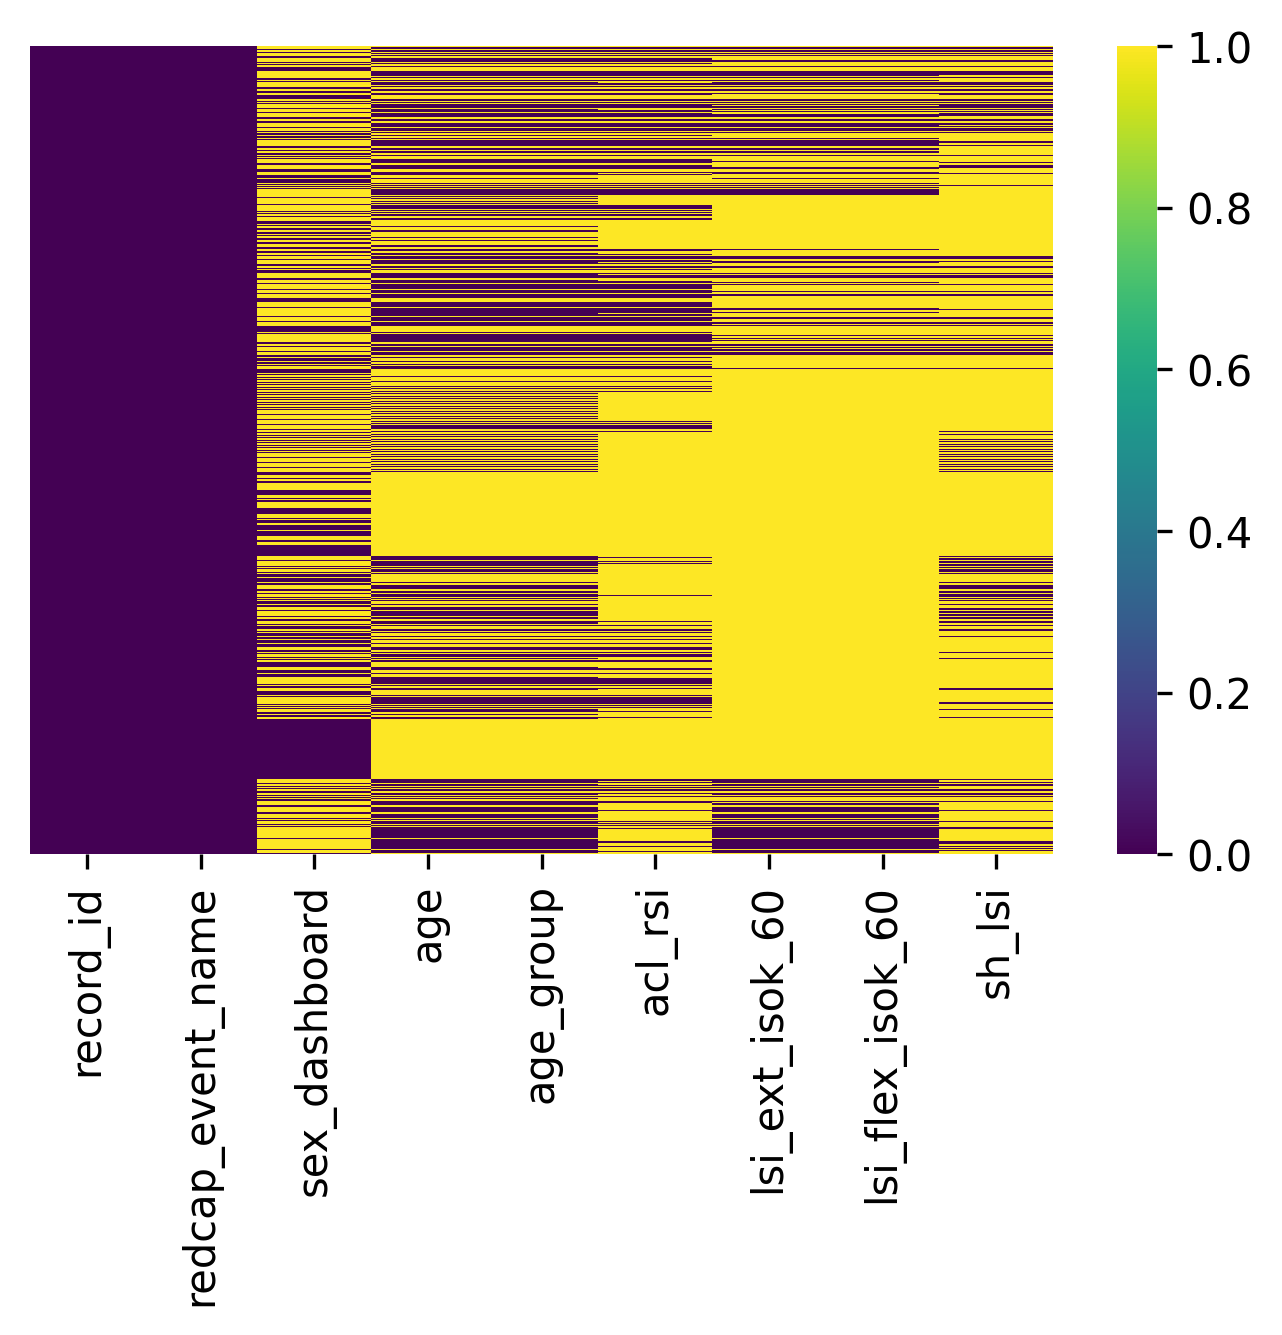 1.0
0.8
0.6
0.4
0.2
0.0
record_id
redcap_event_name
sex_dashboard
age
age_group
acl_rsi
lsi_ext_isok_60
lsi_flex_isok_60
sh_lsi